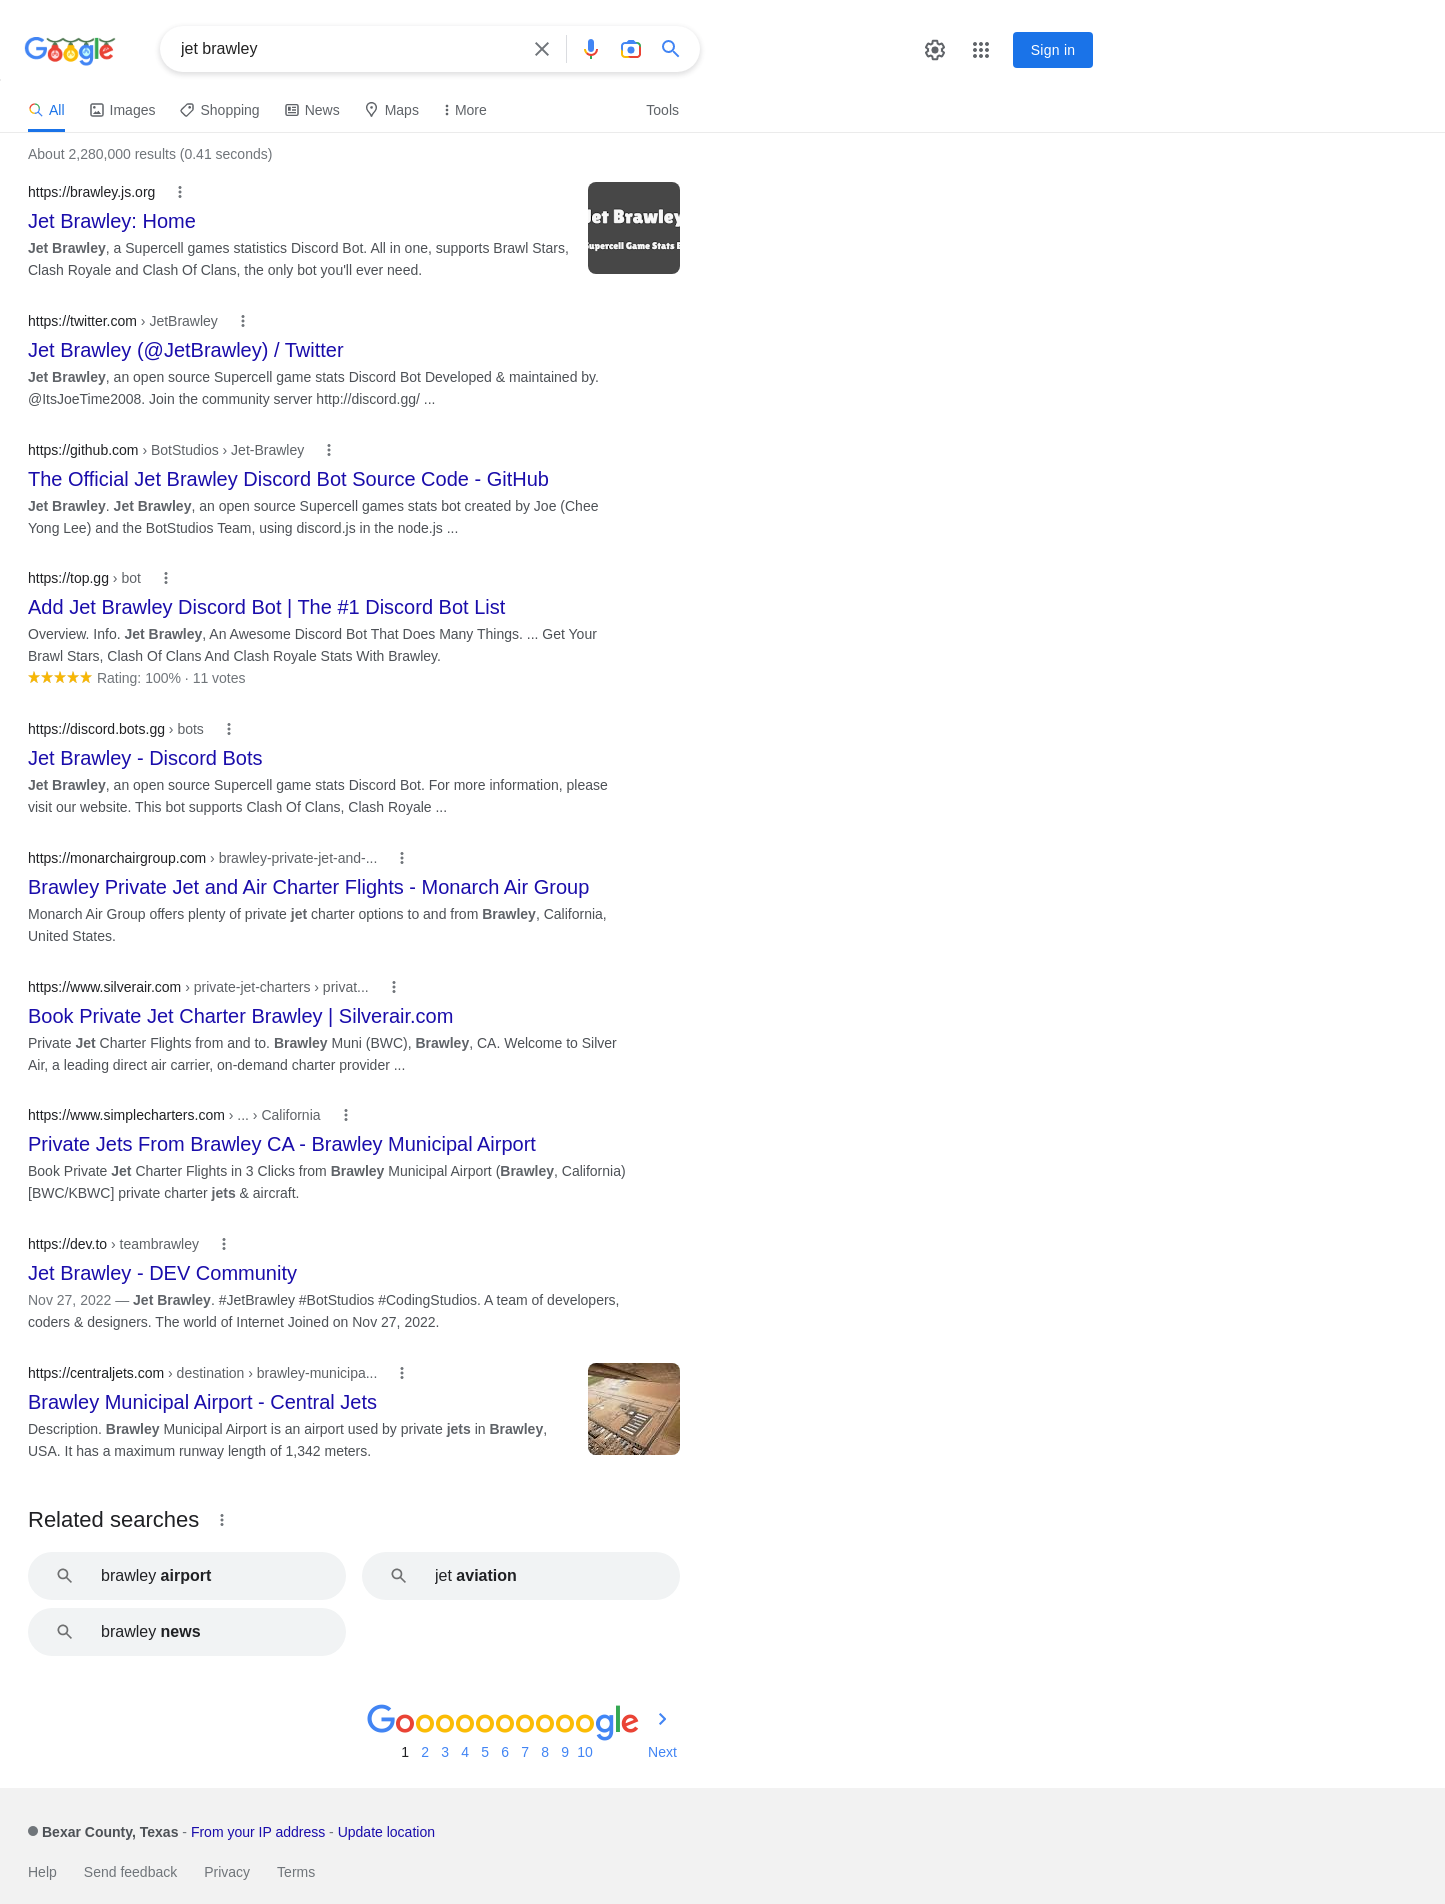 Google
jet brawley
Sign in
All Images Shopping News Maps More Tools
About 2,280,000 results (0.41 seconds)
https://brawley.js.org
Jet Brawley: Home
Jet Brawley, a Supercell games statistics Discord Bot. All in one, supports Brawl Stars,
Clash Royale and Clash Of Clans, the only bot you'll ever need.
Jet Brawley
Supercell Game Stats
https://twitter.com › JetBrawley
Jet Brawley (@JetBrawley) / Twitter
Jet Brawley, an open source Supercell game stats Discord Bot Developed & maintained by.
@ItsJoeTime2008. Join the community server http://discord.gg/ ...
https://github.com › BotStudios › Jet-Brawley
The Official Jet Brawley Discord Bot Source Code - GitHub
Jet Brawley. Jet Brawley, an open source Supercell games stats bot created by Joe (Chee
Yong Lee) and the BotStudios Team, using discord.js in the node.js ...
https://top.gg › bot
Add Jet Brawley Discord Bot | The #1 Discord Bot List
Overview. Info. Jet Brawley, An Awesome Discord Bot That Does Many Things. ... Get Your
Brawl Stars, Clash Of Clans And Clash Royale Stats With Brawley.
Rating: 100% · 11 votes
https://discord.bots.gg › bots
Jet Brawley - Discord Bots
Jet Brawley, an open source Supercell game stats Discord Bot. For more information, please
visit our website. This bot supports Clash Of Clans, Clash Royale ...
https://monarchairgroup.com › brawley-private-jet-and-...
Brawley Private Jet and Air Charter Flights - Monarch Air Group
Monarch Air Group offers plenty of private jet charter options to and from Brawley, California,
United States.
https://www.silverair.com › private-jet-charters › privat...
Book Private Jet Charter Brawley | Silverair.com
Private Jet Charter Flights from and to. Brawley Muni (BWC), Brawley, CA. Welcome to Silver
Air, a leading direct air carrier, on-demand charter provider ...
https://www.simplecharters.com › ... › California
Private Jets From Brawley CA - Brawley Municipal Airport
Book Private Jet Charter Flights in 3 Clicks from Brawley Municipal Airport (Brawley, California)
[BWC/KBWC] private charter jets & aircraft.
https://dev.to › teambrawley
Jet Brawley - DEV Community
Nov 27, 2022 — Jet Brawley. #JetBrawley #BotStudios #CodingStudios. A team of developers,
coders & designers. The world of Internet Joined on Nov 27, 2022.
https://centraljets.com › destination › brawley-municipa...
Brawley Municipal Airport - Central Jets
Description. Brawley Municipal Airport is an airport used by private jets in Brawley,
USA. It has a maximum runway length of 1,342 meters.
Related searches
brawley airport
jet aviation
brawley news
Goooooooooogle
1 2 3 4 5 6 7 8 9 10 Next
Bexar County, Texas - From your IP address - Update location
Help Send feedback Privacy Terms